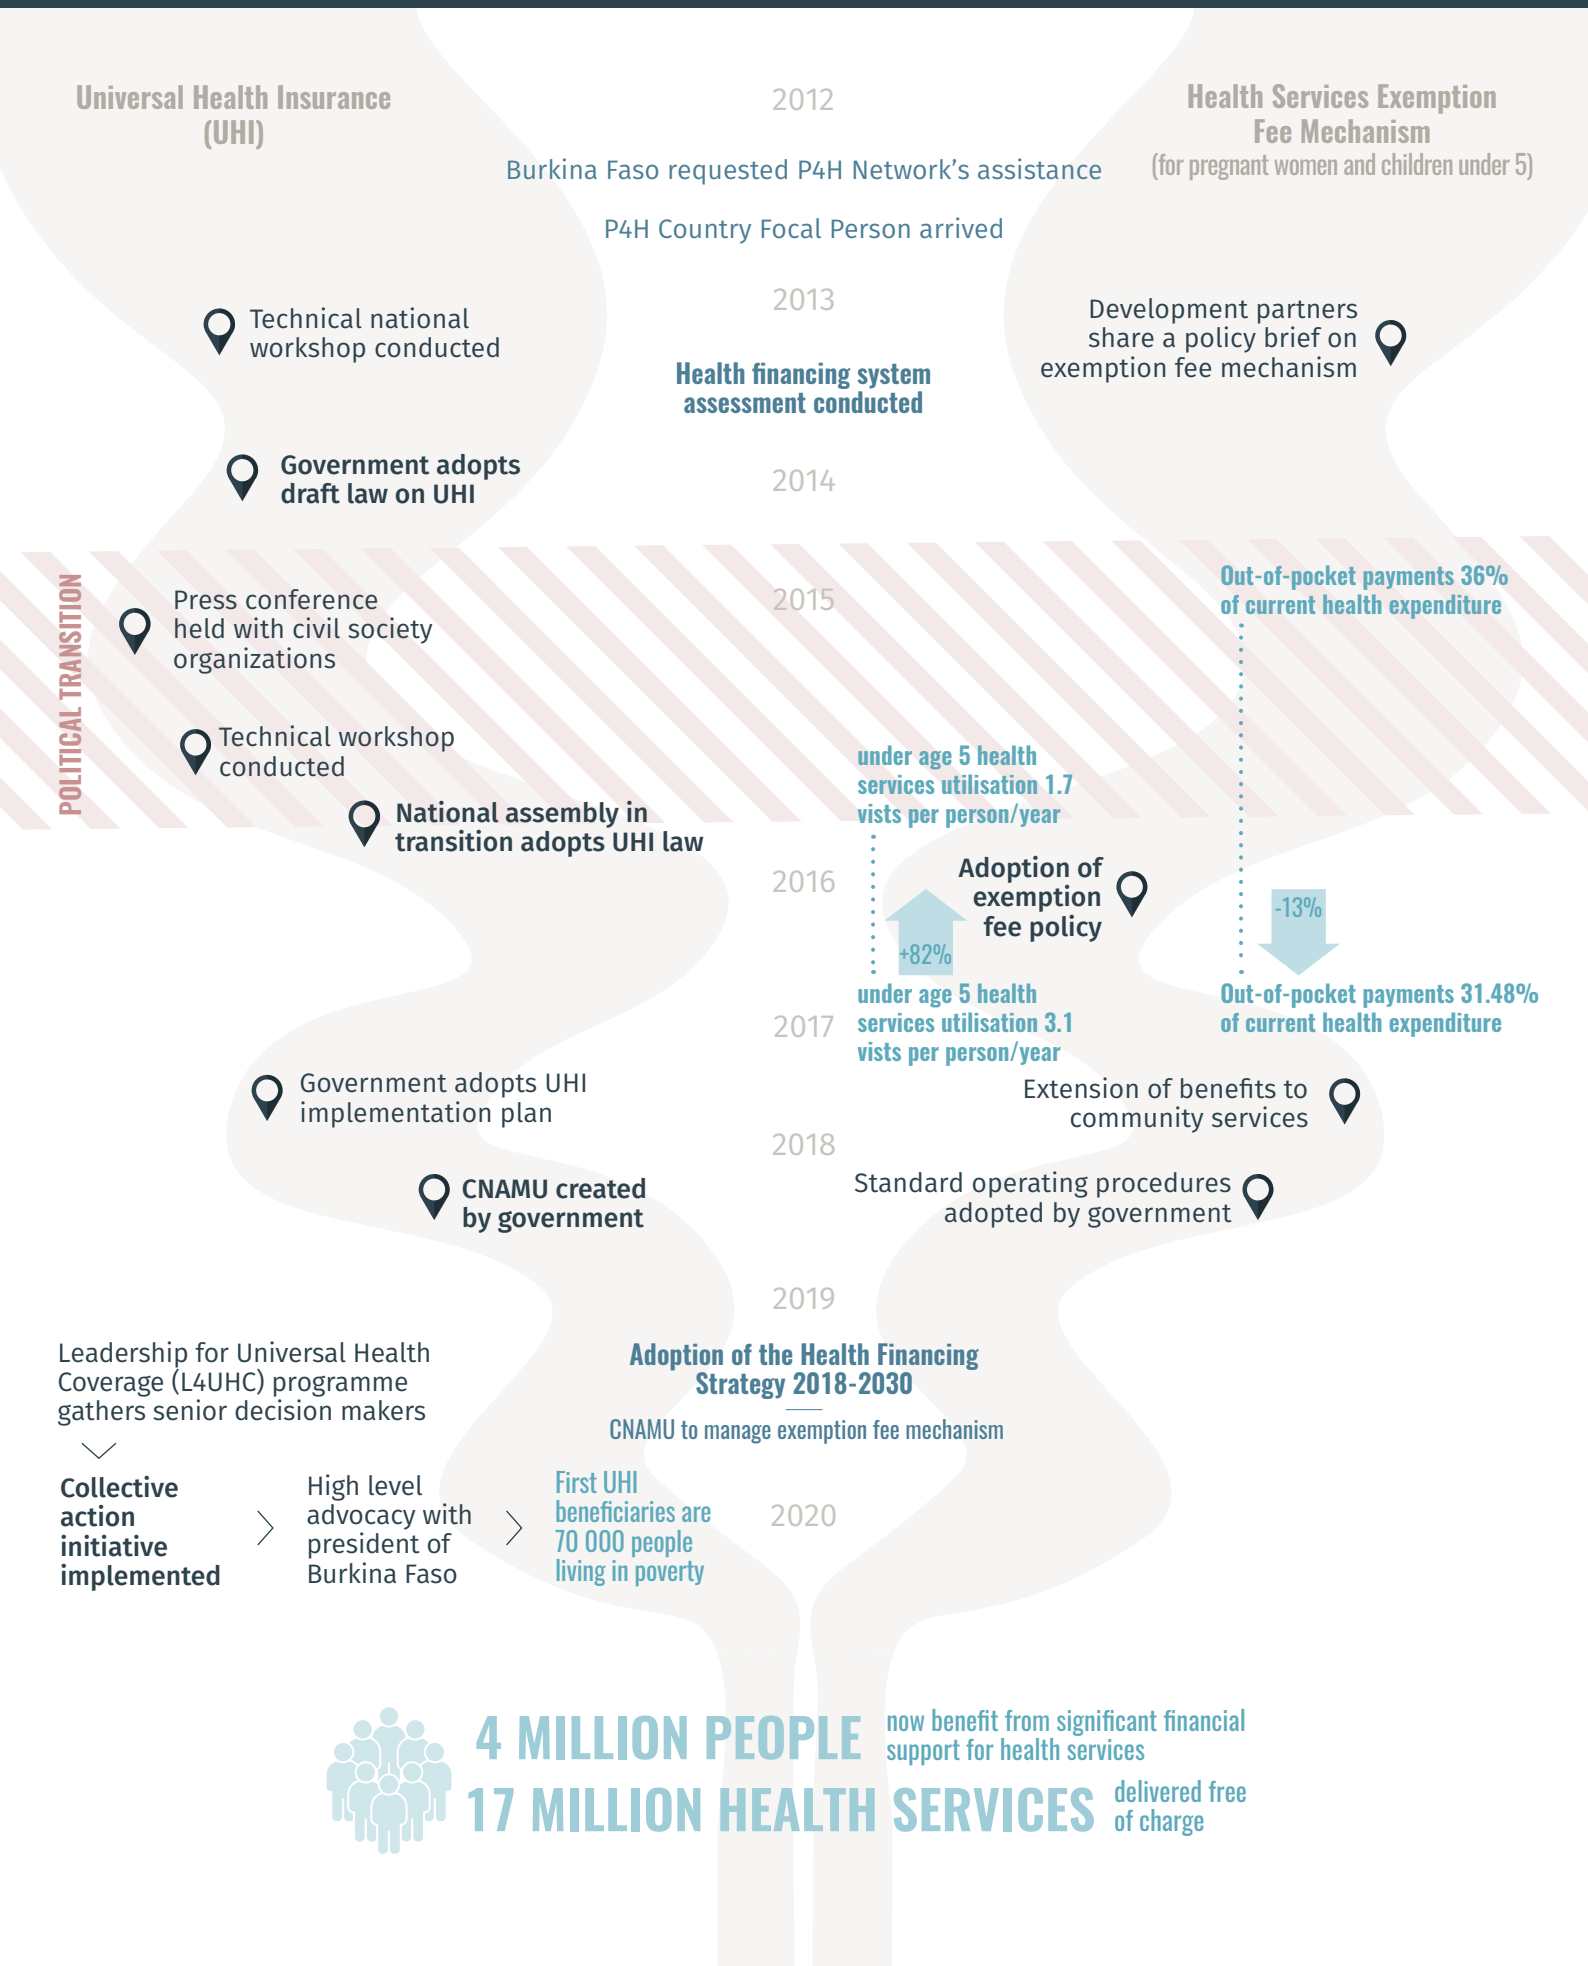 Universal Health Insurance
(UHI)
2012
Health Services Exemption
Fee Mechanism
(for pregnant women and children under 5)
Burkina Faso requested P4H Network’s assistance
P4H Country Focal Person arrived
2013
Technical national
workshop conducted
Development partners
share a policy brief on
exemption fee mechanism
Health financing system
assessment conducted
Government adopts
draft law on UHI
2014
POLITICAL TRANSITION
Press conference
held with civil society
organizations
2015
Out-of-pocket payments 36%
of current health expenditure
Technical workshop
conducted
under age 5 health
services utilisation 1.7
vists per person/year
National assembly in
transition adopts UHI law
2016
Adoption of
exemption
fee policy
+82%
-13%
under age 5 health
services utilisation 3.1
vists per person/year
Out-of-pocket payments 31.48%
of current health expenditure
2017
Government adopts UHI
implementation plan
Extension of benefits to
community services
2018
CNAMU created
by government
Standard operating procedures
adopted by government
2019
Leadership for Universal Health
Coverage (L4UHC) programme
gathers senior decision makers
Adoption of the Health Financing
Strategy 2018-2030
CNAMU to manage exemption fee mechanism
Collective
action
initiative
implemented
High level
advocacy with
president of
Burkina Faso
First UHI
beneficiaries are
70 000 people
living in poverty
2020
4 MILLION PEOPLE
now benefit from significant financial
support for health services
17 MILLION HEALTH SERVICES
delivered free
of charge